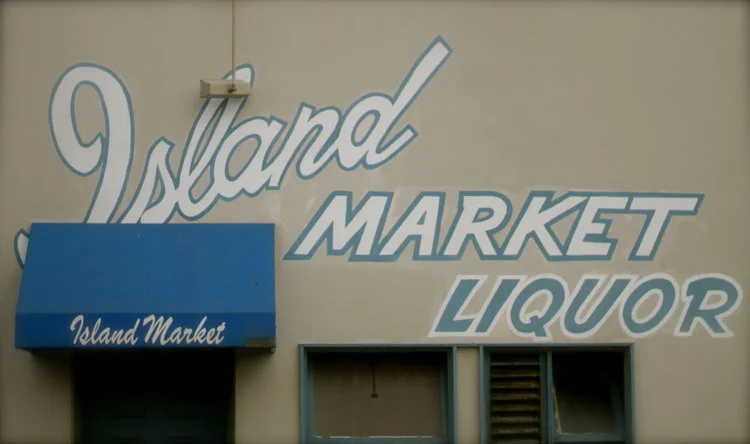 Island
MARKET
LIQUOR
Island Market